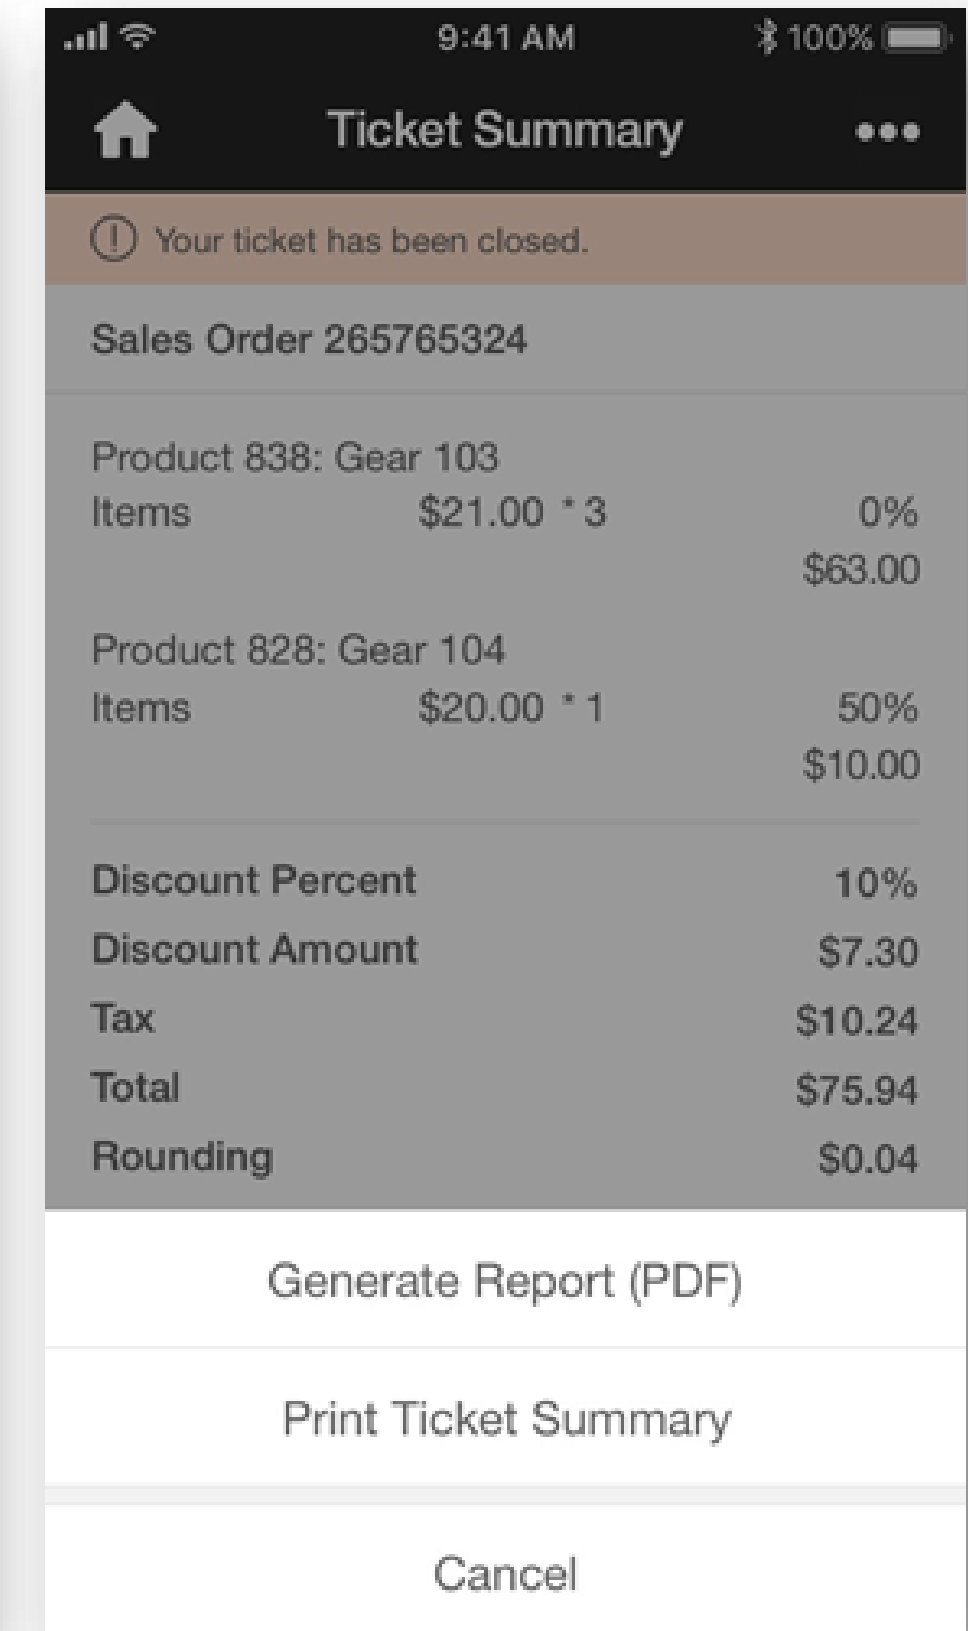 9:41 AM 100%
Ticket Summary
Your ticket has been closed.
Sales Order 265765324
Product 838: Gear 103
Items $21.00 * 3 0%
$63.00
Product 828: Gear 104
Items $20.00 * 1 50%
$10.00
Discount Percent 10%
Discount Amount $7.30
Tax $10.24
Total $75.94
Rounding $0.04
Generate Report (PDF)
Print Ticket Summary
Cancel